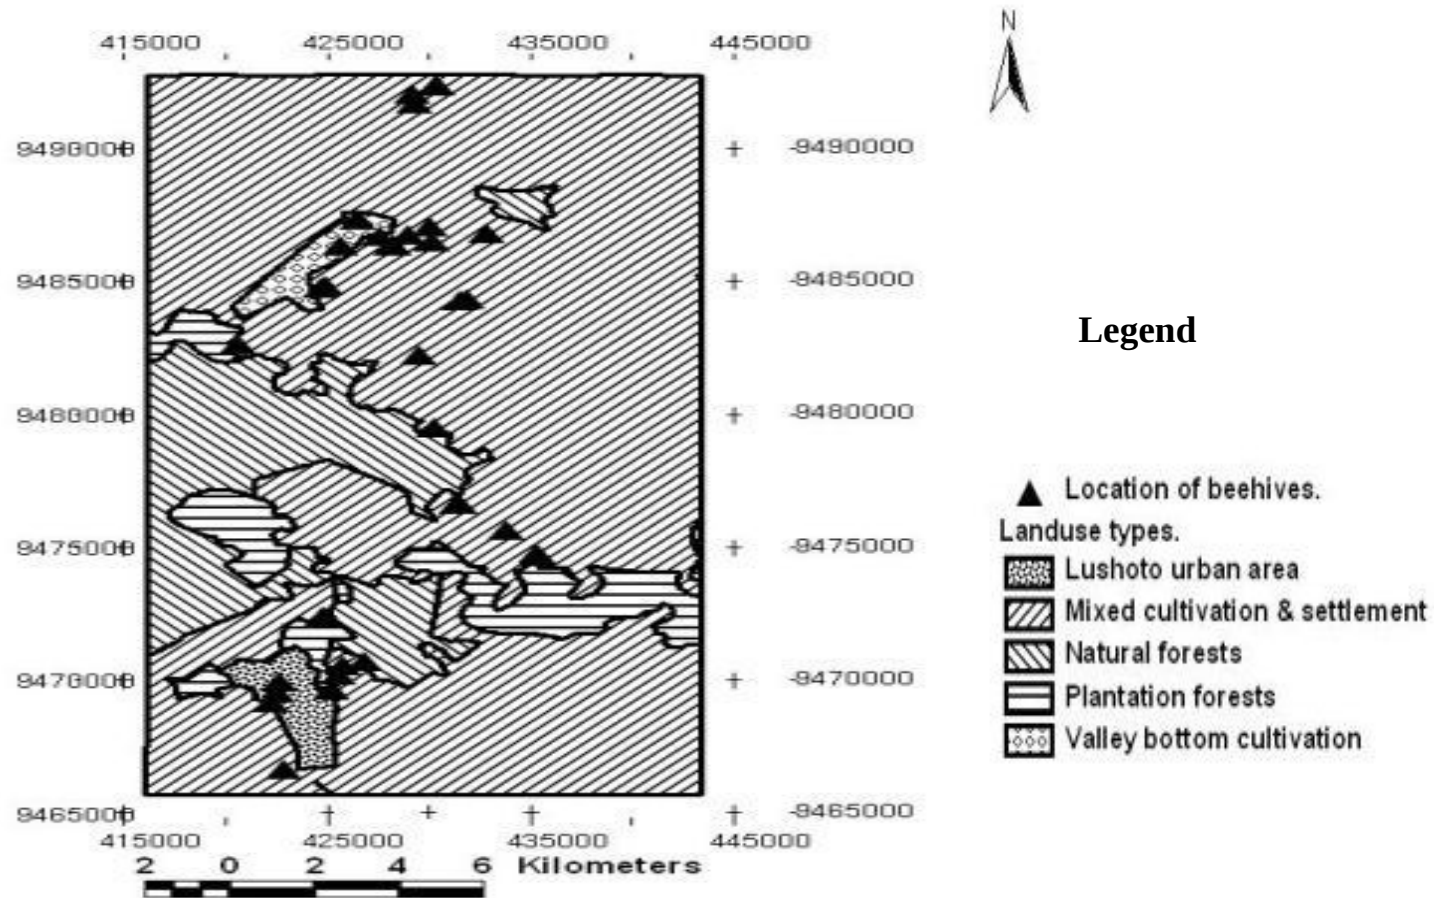 N
415000 425000 435000 445000
9490000 -9490000
9485000 -9485000
Legend
9480000 -9480000
Location of beehives.
Landuse types.
9475000 -9475000
Lushoto urban area
Mixed cultivation & settlement
Natural forests
9470000 -9470000
Plantation forests
Valley bottom cultivation
9465000 -9465000
415000 425000 435000 445000
2 0 2 4 6 Kilometers